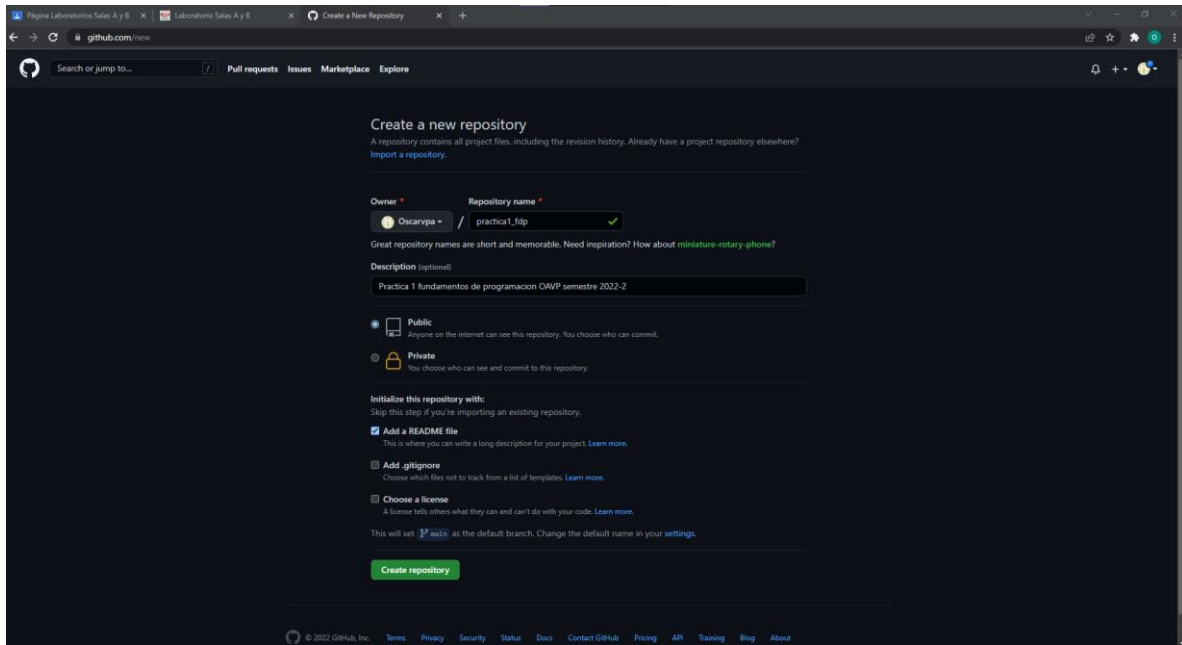 Página Laboratorios Salas A y B
Laboratorio Salas A y B
Create a New Repository
github.com/new
Search or jump to... /
Pull requests Issues Marketplace Explore
Create a new repository
A repository contains all project files, including the revision history. Already have a project repository elsewhere?
Import a repository.
Owner * Repository name *
Oscarvpa / practica1_fdp
Great repository names are short and memorable. Need inspiration? How about miniature-rotary-phone?
Description (optional)
Practica 1 fundamentos de programacion OAVP semestre 2022-2
Public
Anyone on the internet can see this repository. You choose who can commit.
Private
You choose who can see and commit to this repository.
Initialize this repository with:
Skip this step if you're importing an existing repository.
Add a README file
This is where you can write a long description for your project. Learn more.
Add .gitignore
Choose which files not to track from a list of templates. Learn more.
Choose a license
A license tells others what they can and can't do with your code. Learn more.
This will set main as the default branch. Change the default name in your settings.
Create repository
© 2022 GitHub, Inc. Terms Privacy Security Status Docs Contact GitHub Pricing API Training Blog About